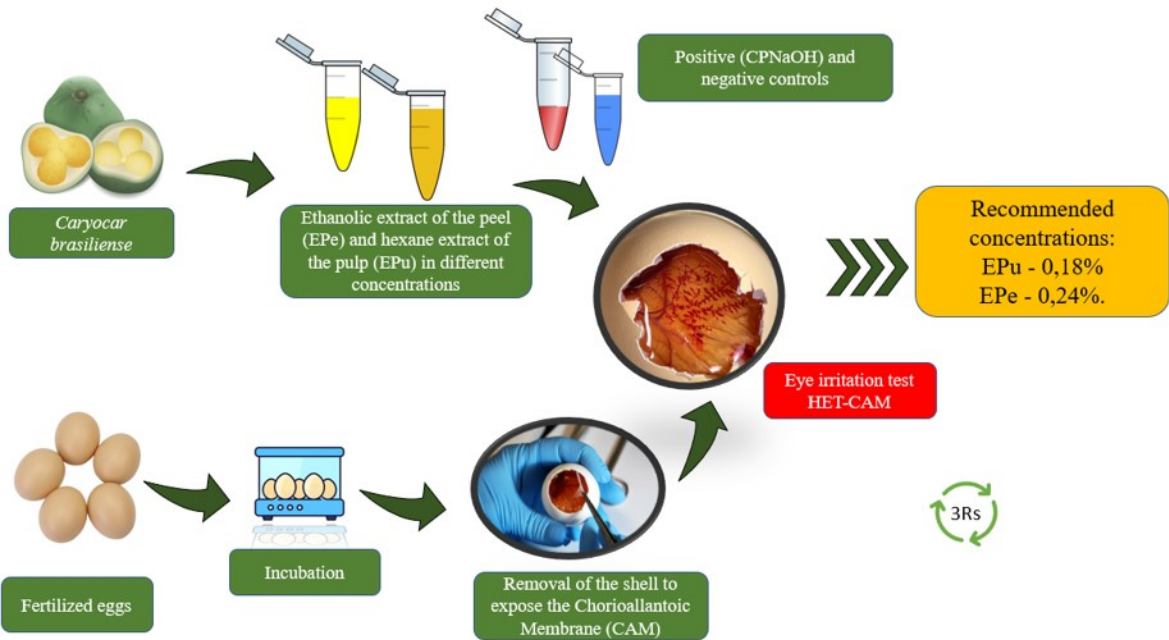 Positive (CPNaOH) and
negative controls
Caryocar
brasiliense
Ethanolic extract of the peel
(EPe) and hexane extract of
the pulp (EPu) in different
concentrations
Recommended
concentrations:
EPu - 0,18%
EPe - 0,24%.
Eye irritation test
HET-CAM
3Rs
Fertilized eggs
Incubation
Removal of the shell to
expose the Chorioallantoic
Membrane (CAM)